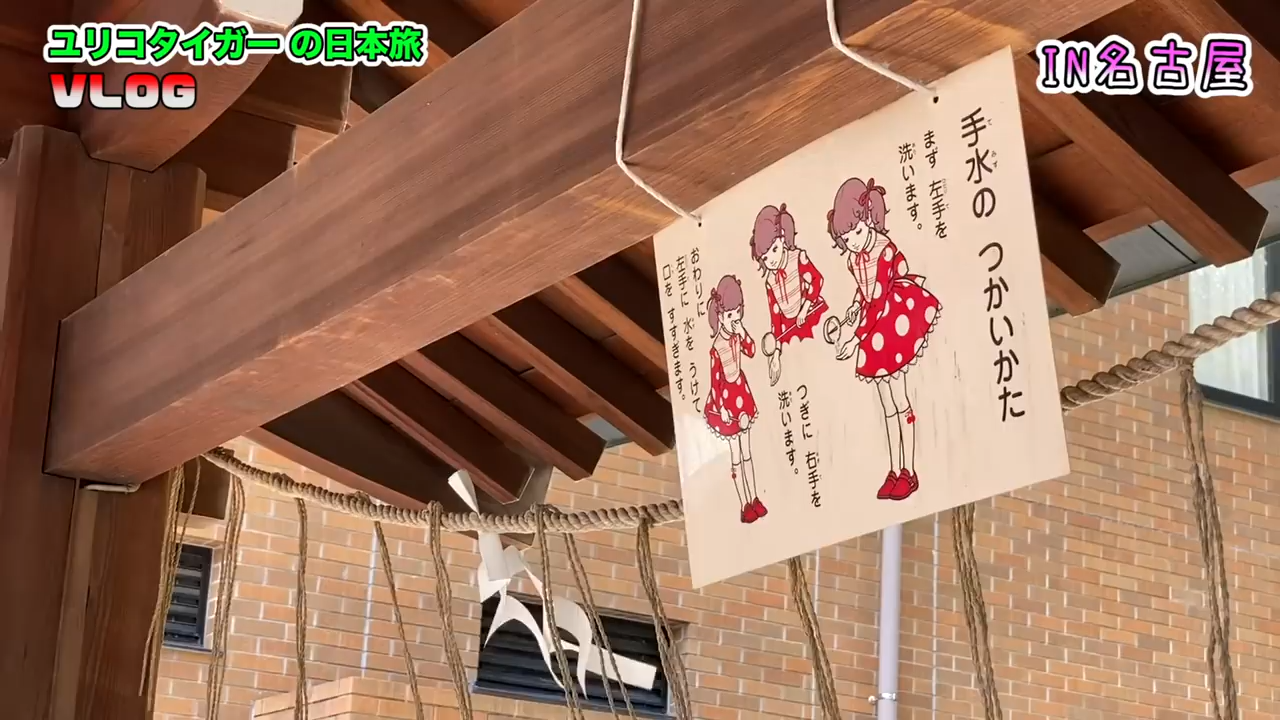 ユリコタイガー の日本旅
VLOG
IN名古屋
手水の つかいかた
まず 左手を
洗います。
つぎに 右手を
洗います。
おわりに
左手に 水を うけて
口を すすぎます。